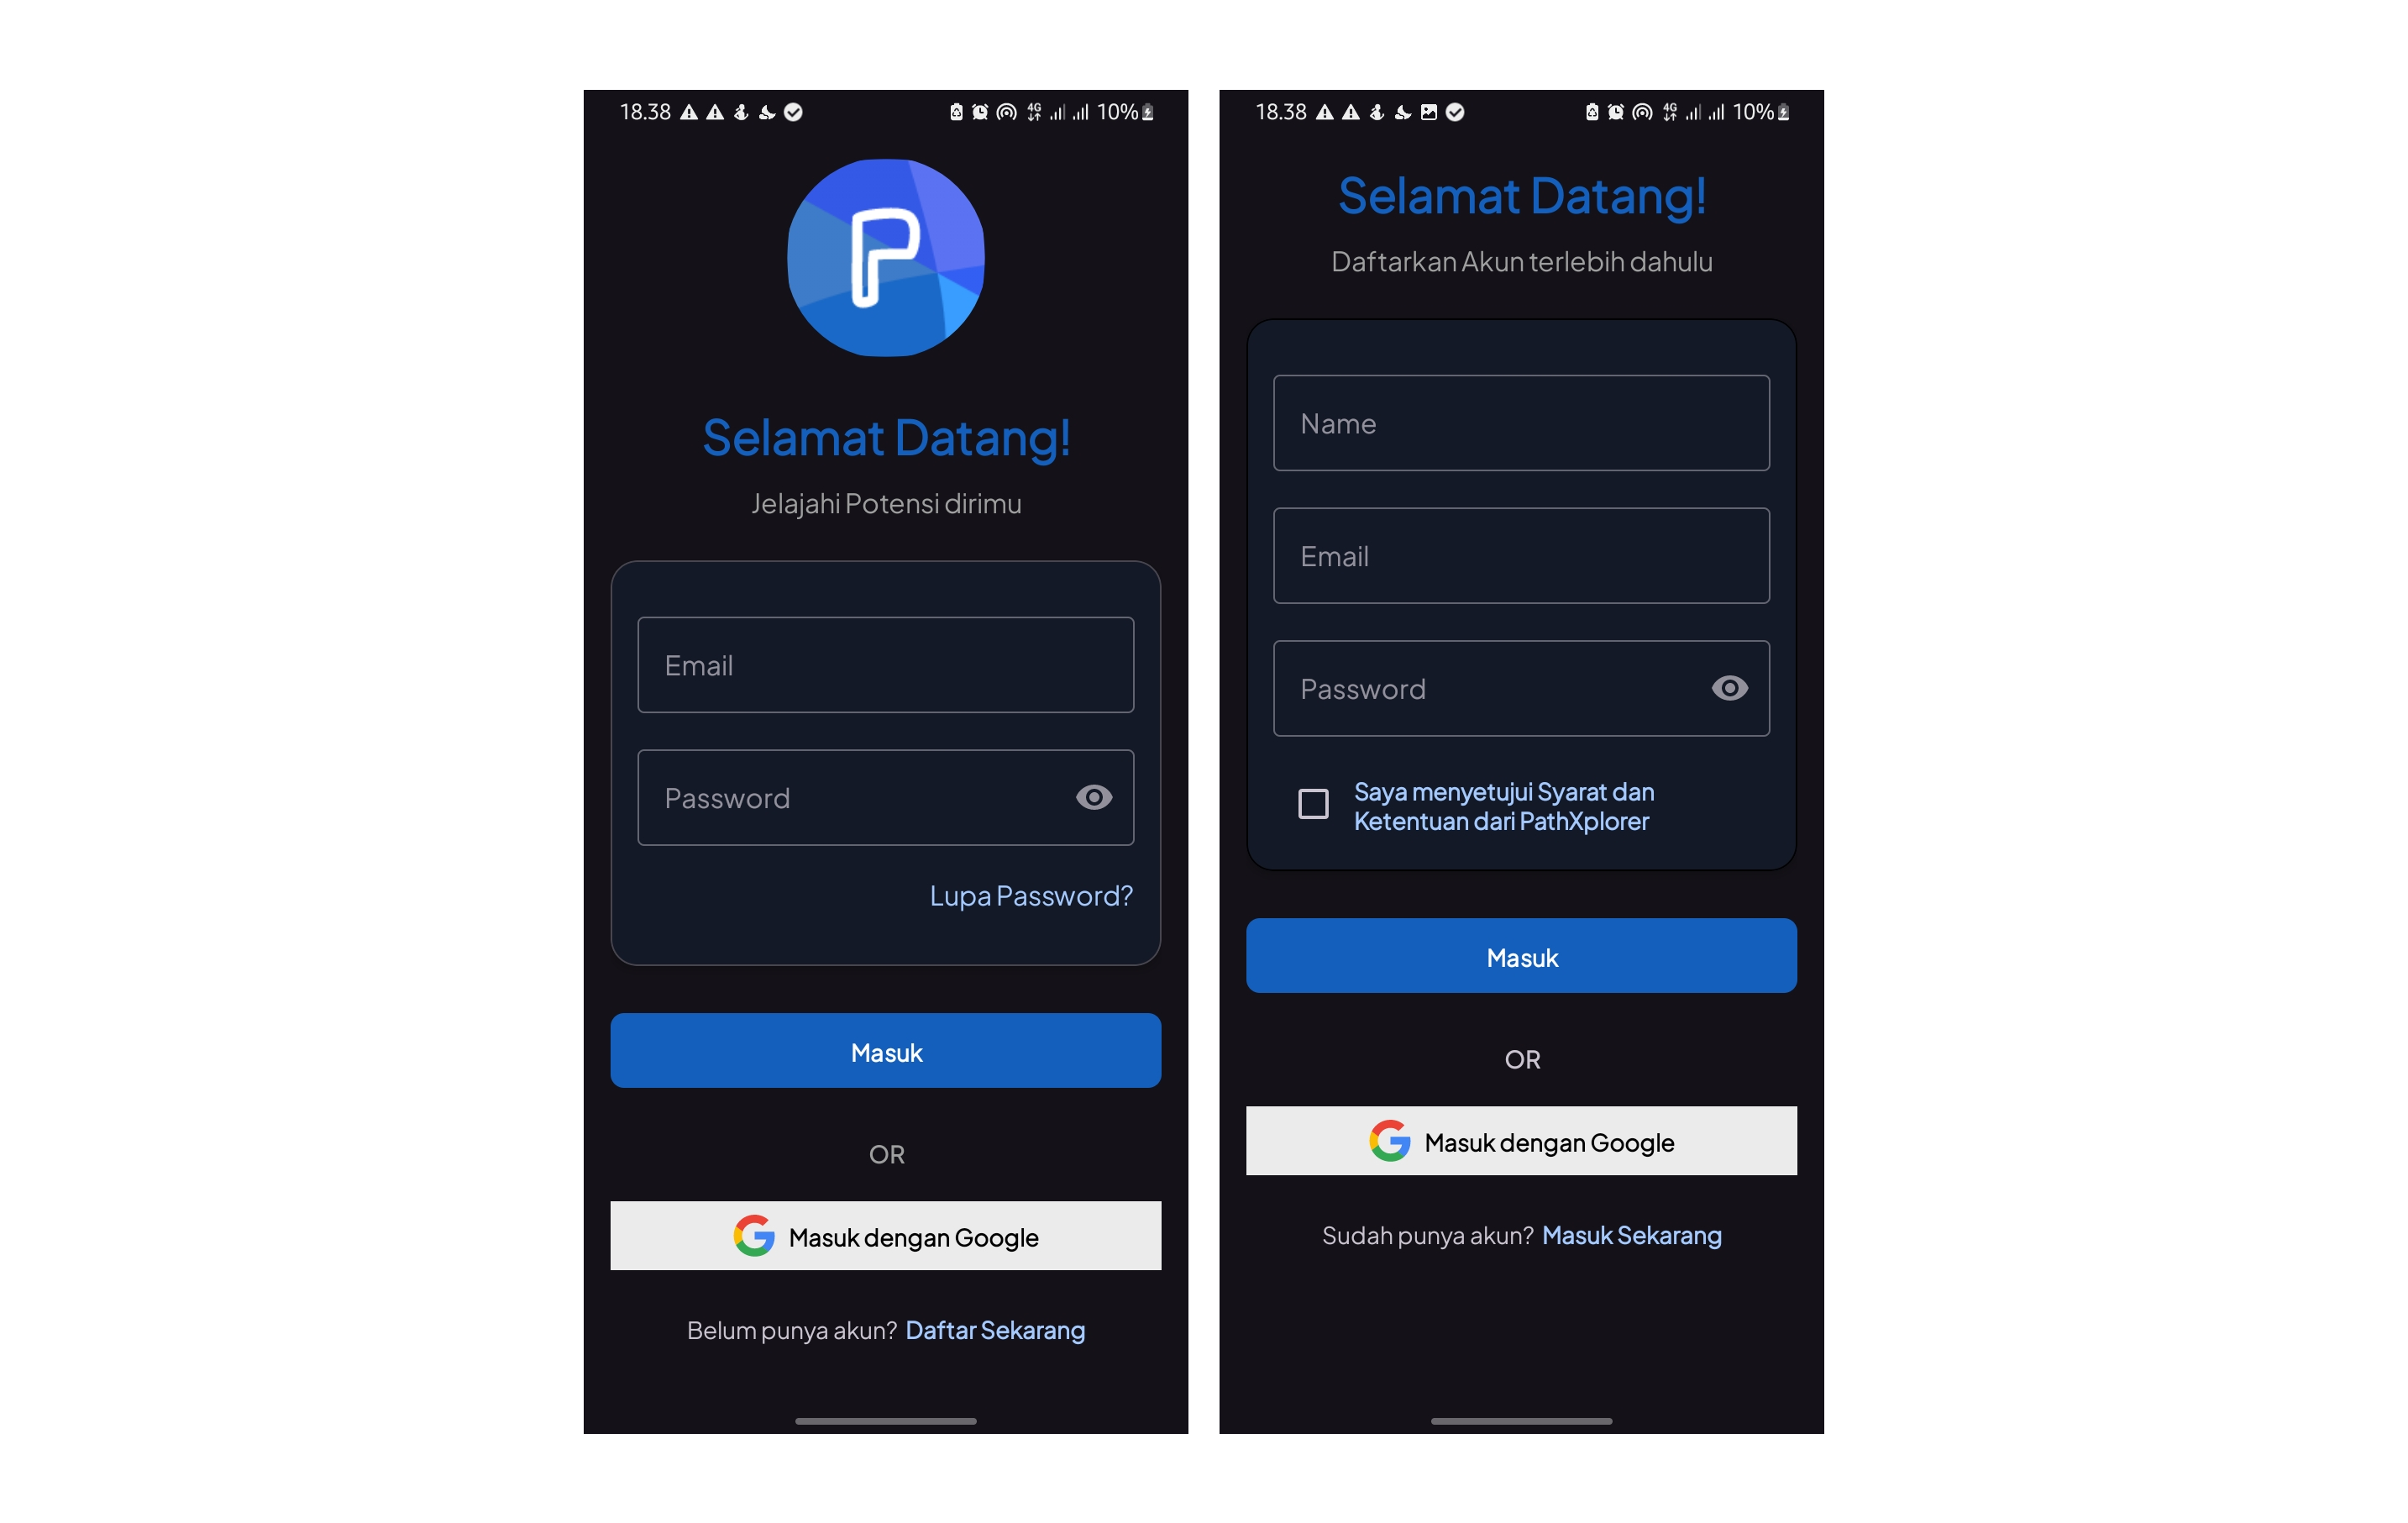 18.38 4G 10%
P
Selamat Datang!
Jelajahi Potensi dirimu
Email
Password
Lupa Password?
Masuk
OR
Masuk dengan Google
Belum punya akun? Daftar Sekarang
18.38 4G 10%
Selamat Datang!
Daftarkan Akun terlebih dahulu
Name
Email
Password
Saya menyetujui Syarat dan
Ketentuan dari PathXplorer
Masuk
OR
Masuk dengan Google
Sudah punya akun? Masuk Sekarang